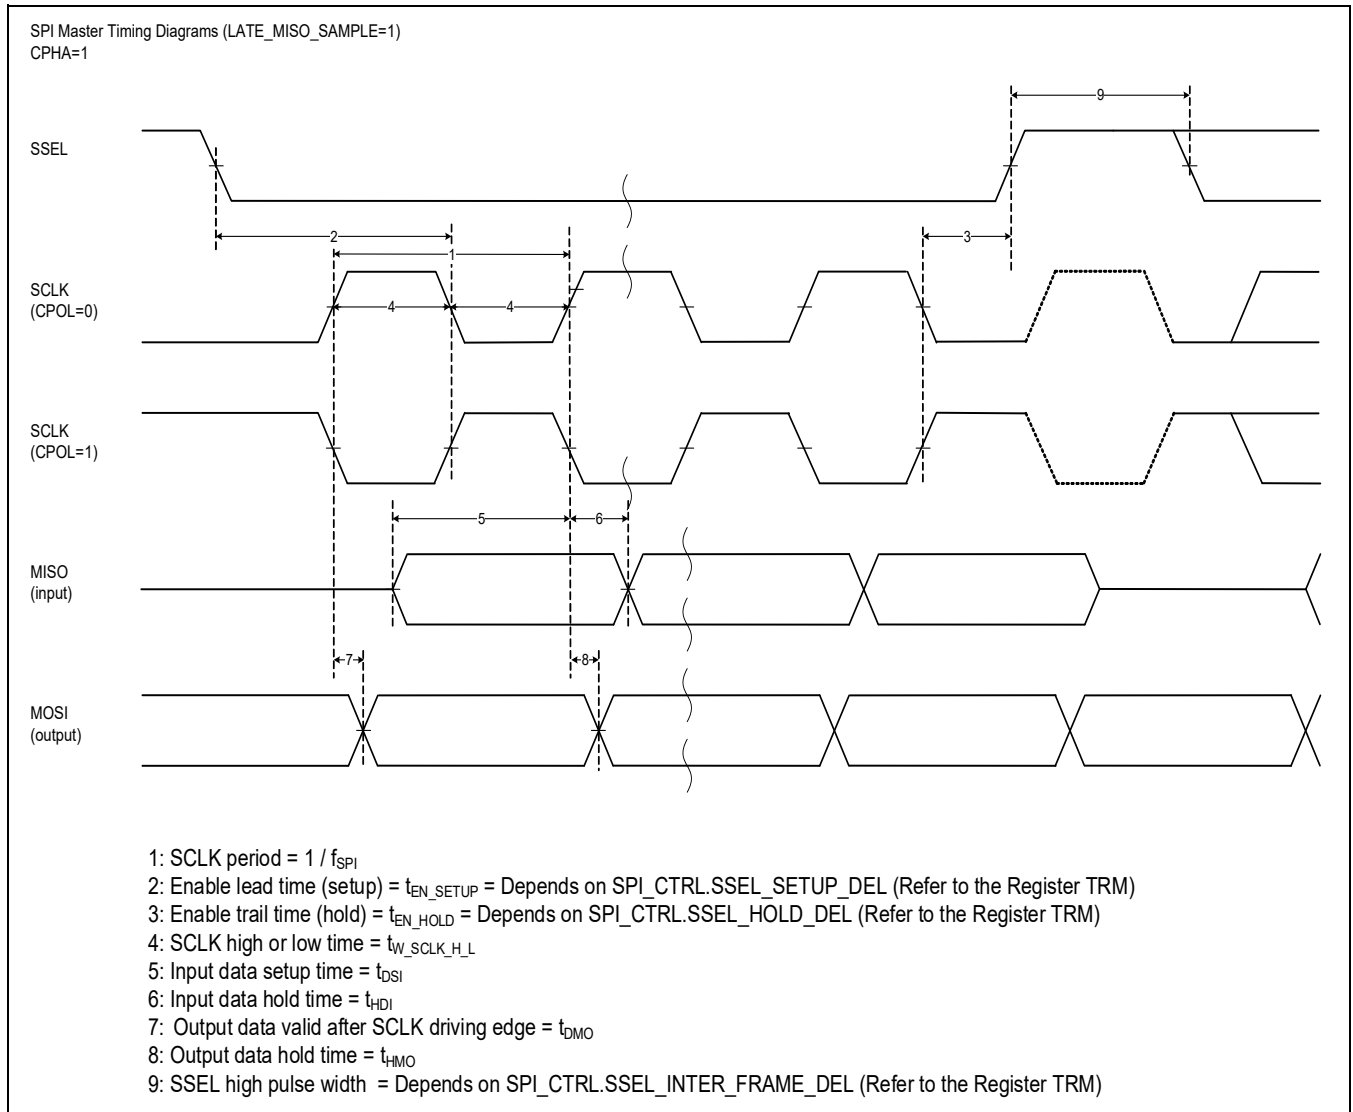 SPI Master Timing Diagrams (LATE_MISO_SAMPLE=1)
CPHA=1
9
SSEL
2
3
1
SCLK
(CPOL=0)
4
4
SCLK
(CPOL=1)
5
6
MISO
(input)
7
8
MOSI
(output)
1: SCLK period = 1 / fSPI
2: Enable lead time (setup) = tEN_SETUP = Depends on SPI_CTRL.SSEL_SETUP_DEL (Refer to the Register TRM)
3: Enable trail time (hold) = tEN_HOLD = Depends on SPI_CTRL.SSEL_HOLD_DEL (Refer to the Register TRM)
4: SCLK high or low time = tW_SCLK_H_L
5: Input data setup time = tDSI
6: Input data hold time = tHDI
7: Output data valid after SCLK driving edge = tDMO
8: Output data hold time = tHMO
9: SSEL high pulse width = Depends on SPI_CTRL.SSEL_INTER_FRAME_DEL (Refer to the Register TRM)